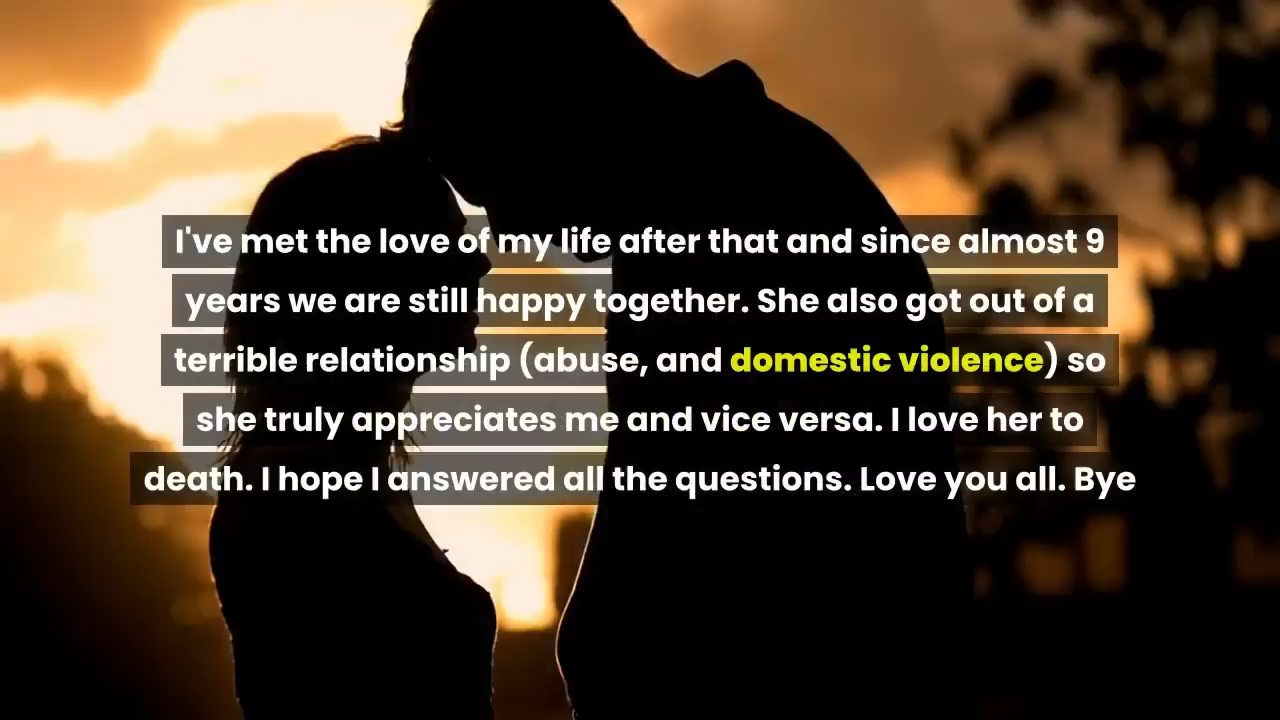 I've met the love of my life after that and since almost 9
years we are still happy together. She also got out of a
terrible relationship (abuse, and domestic violence) so
she truly appreciates me and vice versa. I love her to
death. I hope I answered all the questions. Love you all. Bye